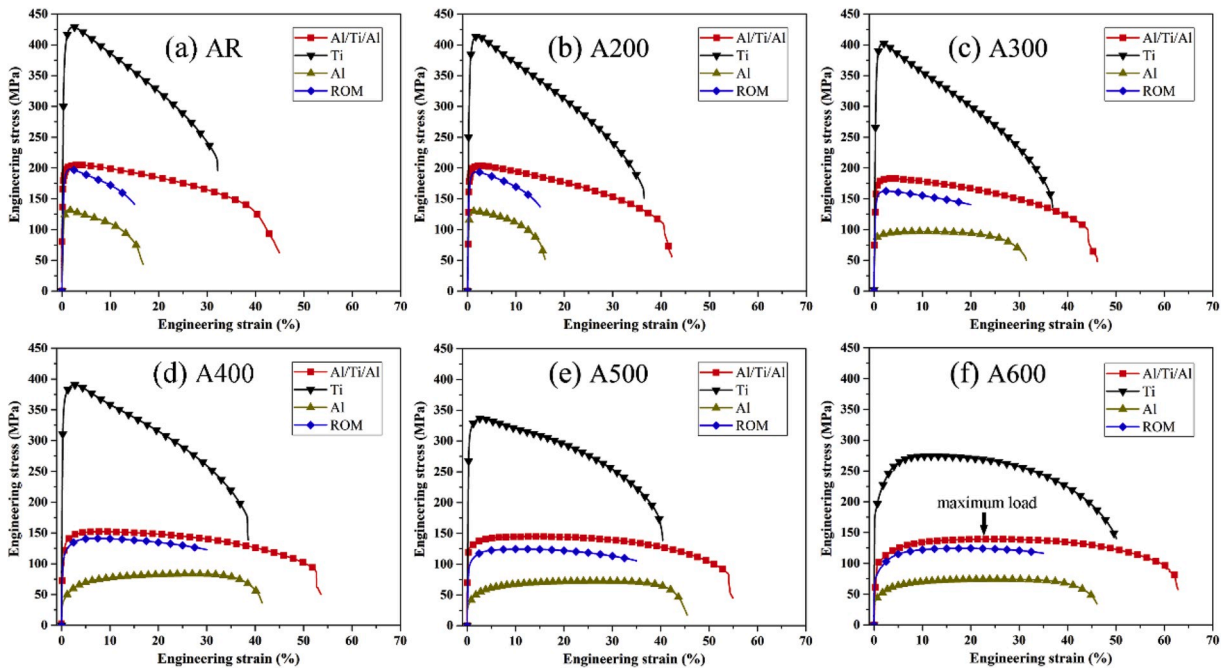 (a) AR
Al/Ti/Al
Ti
Al
ROM
Engineering stress (MPa)
450
400
350
300
250
200
150
100
50
0
0 10 20 30 40 50 60 70
Engineering strain (%)
(b) A200
Al/Ti/Al
Ti
Al
ROM
Engineering stress (MPa)
450
400
350
300
250
200
150
100
50
0
0 10 20 30 40 50 60 70
Engineering strain (%)
(c) A300
Al/Ti/Al
Ti
Al
ROM
Engineering stress (MPa)
450
400
350
300
250
200
150
100
50
0
0 10 20 30 40 50 60 70
Engineering strain (%)
(d) A400
Al/Ti/Al
Ti
Al
ROM
Engineering stress (MPa)
450
400
350
300
250
200
150
100
50
0
0 10 20 30 40 50 60 70
Engineering strain (%)
(e) A500
Al/Ti/Al
Ti
Al
ROM
Engineering stress (MPa)
450
400
350
300
250
200
150
100
50
0
0 10 20 30 40 50 60 70
Engineering strain (%)
(f) A600
Al/Ti/Al
Ti
Al
ROM
maximum load
Engineering stress (MPa)
450
400
350
300
250
200
150
100
50
0
0 10 20 30 40 50 60 70
Engineering strain (%)